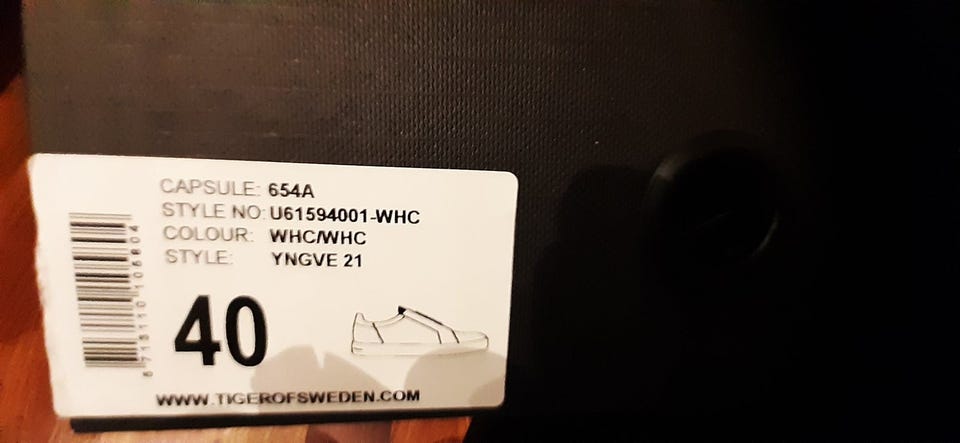 CAPSULE: 654A
STYLE NO: U61594001-WHC
COLOUR: WHC/WHC
STYLE: YNGVE 21
40
WWW.TIGEROFSWEDEN.COM